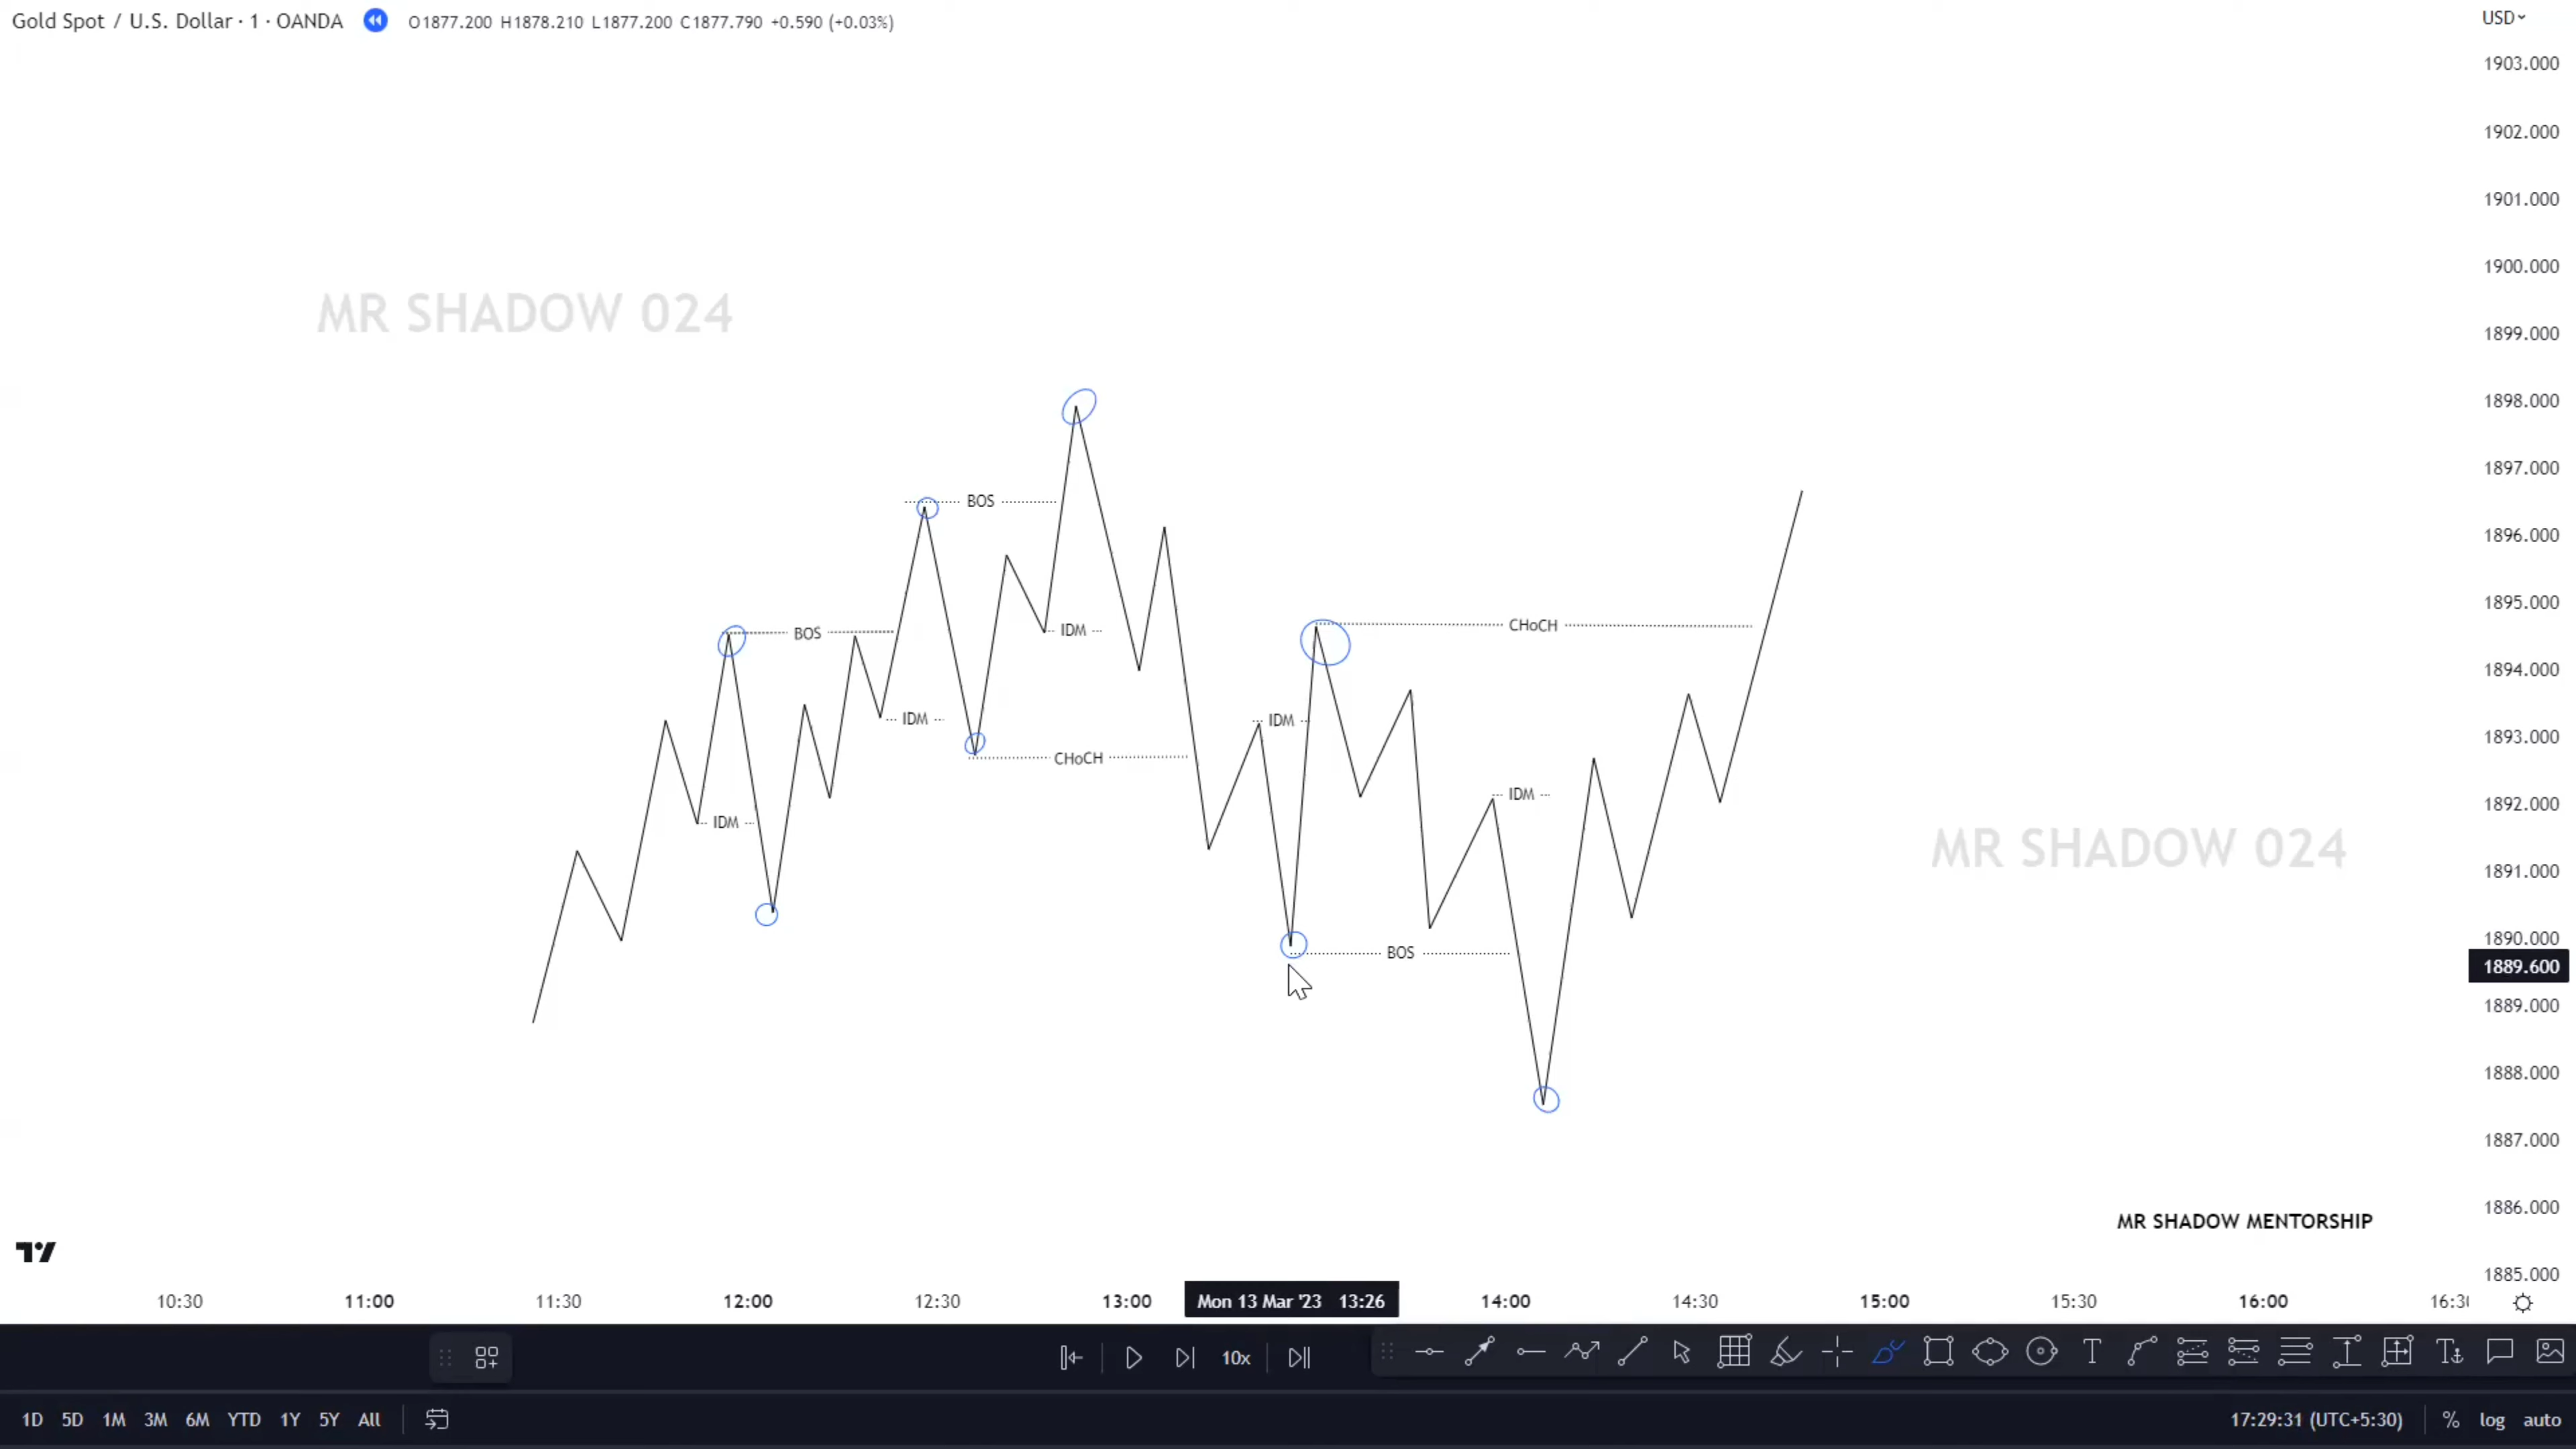 Gold Spot / U.S. Dollar · 1 · OANDA O1877.200 H1878.210 L1877.200 C1877.790 +0.590 (+0.03%)
USD
1903.000
1902.000
1901.000
1900.000
1899.000
1898.000
1897.000
1896.000
1895.000
1894.000
1893.000
1892.000
1891.000
1890.000
1889.600
1889.000
1888.000
1887.000
1886.000
1885.000
MR SHADOW 024
BOS
BOS
IDM
CHoCH
IDM
IDM
CHoCH
IDM
IDM
BOS
MR SHADOW 024
MR SHADOW MENTORSHIP
10:30 11:00 11:30 12:00 12:30 13:00 Mon 13 Mar '23 13:26 14:00 14:30 15:00 15:30 16:00
10x
1D 5D 1M 3M 6M YTD 1Y 5Y All 17:29:31 (UTC+5:30) % log auto